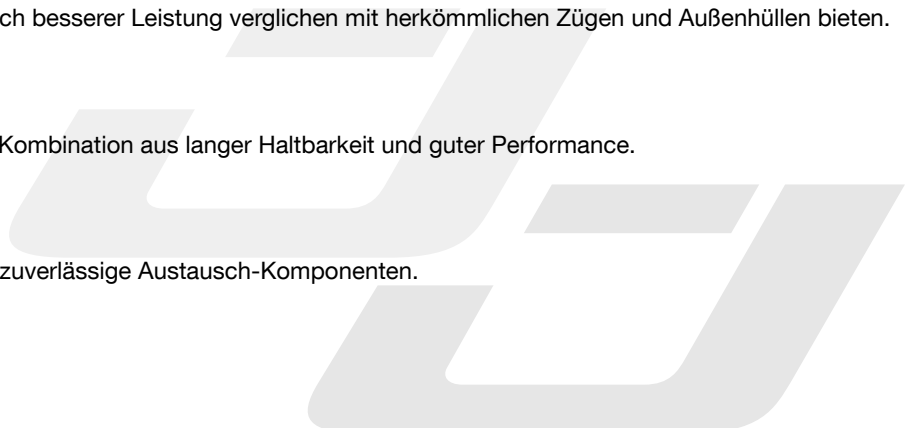 ch besserer Leistung verglichen mit herkömmlichen Zügen und Außenhüllen bieten.
Kombination aus langer Haltbarkeit und guter Performance.
zuverlässige Austausch-Komponenten.